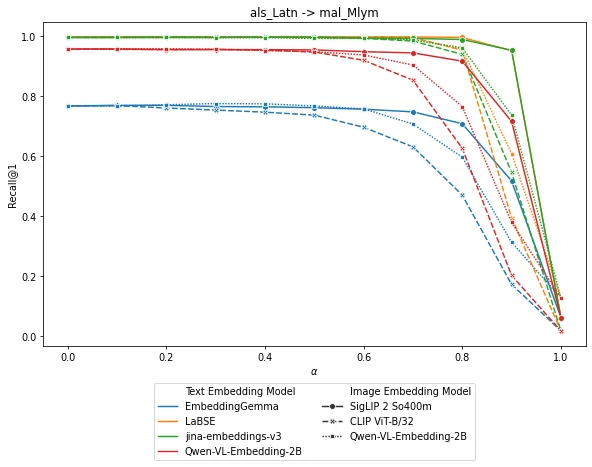 als_Latn -> mal_Mlym
Recall@1
1.0
0.8
0.6
0.4
0.2
0.0
0.0 0.2 0.4 0.6 0.8 1.0
α
Text Embedding Model
EmbeddingGemma
LaBSE
jina-embeddings-v3
Qwen-VL-Embedding-2B
Image Embedding Model
SigLIP 2 So400m
CLIP ViT-B/32
Qwen-VL-Embedding-2B